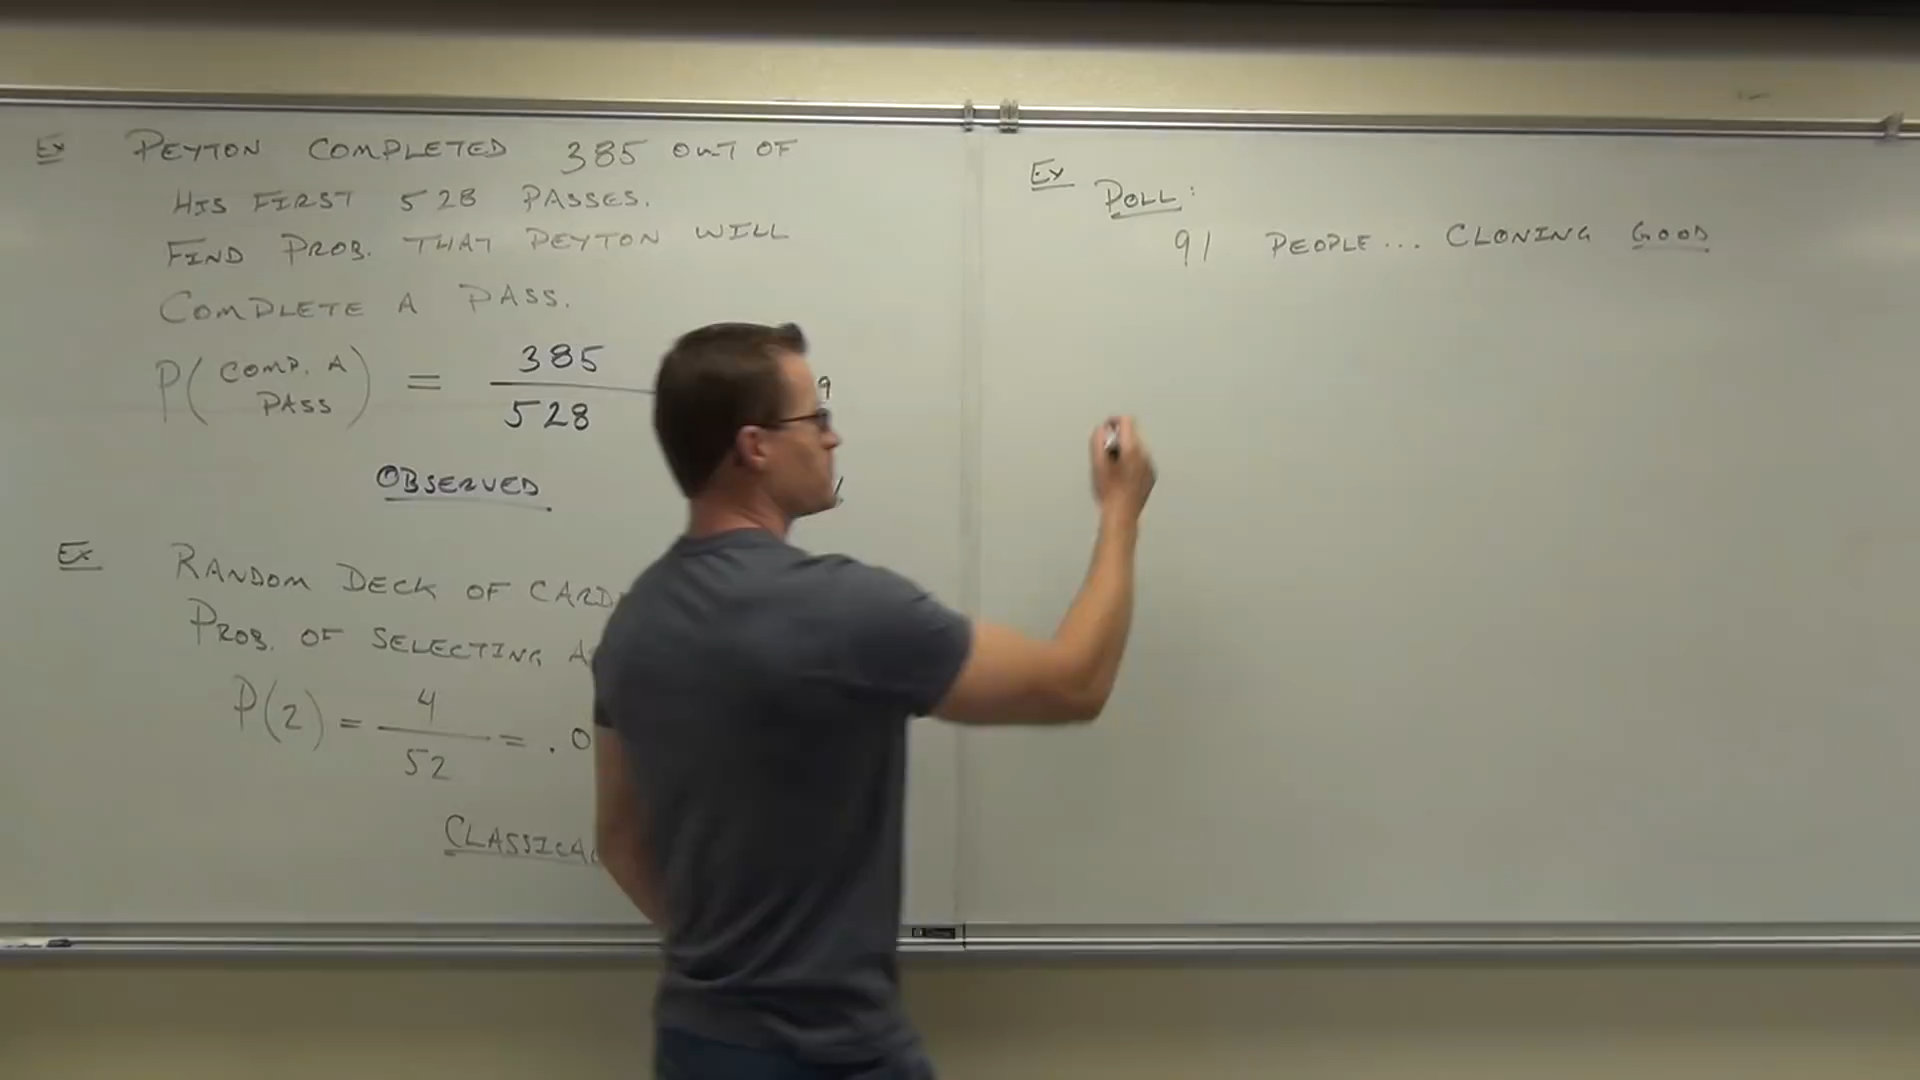 Ex PEYTON COMPLETED 385 OUT OF
HIS FIRST 528 PASSES.
FIND PROB. THAT PEYTON WILL
COMPLETE A PASS.
P( COMP. A PASS ) = 385 / 528
9
OBSERVED
Ex RANDOM DECK OF CARD
PROB. OF SELECTING A
P(2) = 4 / 52 = .0
CLASSICAL
Ex POLL:
91 PEOPLE... CLONING GOOD